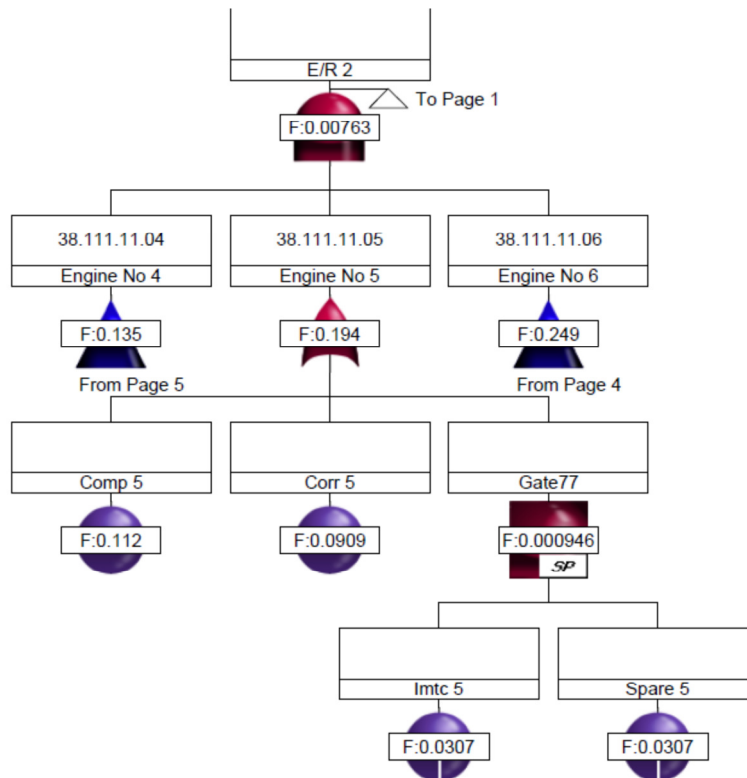 E/R 2
To Page 1
F:0.00763
38.111.11.04
38.111.11.05
38.111.11.06
Engine No 4
Engine No 5
Engine No 6
F:0.135
F:0.194
F:0.249
From Page 5
From Page 4
Comp 5
Corr 5
Gate77
F:0.112
F:0.0909
F:0.000946
SP
Imtc 5
Spare 5
F:0.0307
F:0.0307